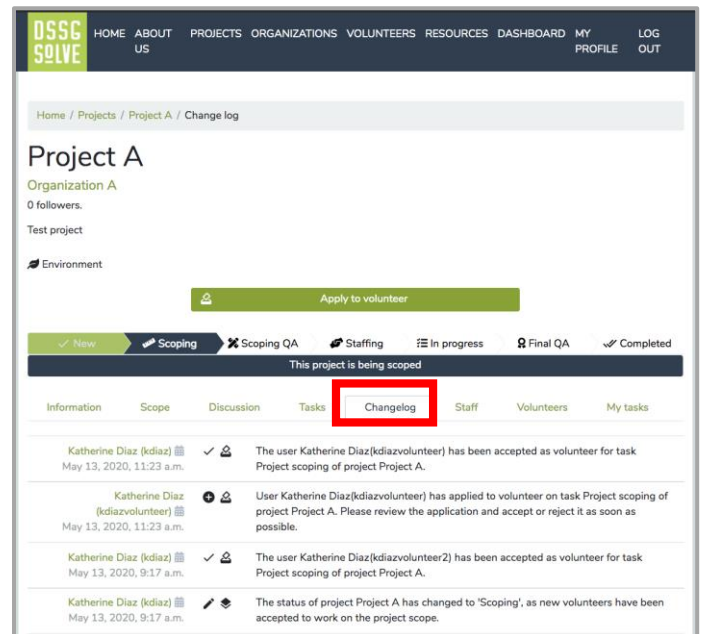 DSSG
SOLVE
HOME ABOUT US PROJECTS ORGANIZATIONS VOLUNTEERS RESOURCES DASHBOARD MY PROFILE LOG OUT
Home / Projects / Project A / Change log
Project A
Organization A
0 followers.
Test project
Environment
Apply to volunteer
New Scoping Scoping QA Staffing In progress Final QA Completed
This project is being scoped
Information Scope Discussion Tasks Changelog Staff Volunteers My tasks
Katherine Diaz (kdiaz)
May 13, 2020, 11:23 a.m.
The user Katherine Diaz(kdiazvolunteer) has been accepted as volunteer for task
Project scoping of project Project A.
Katherine Diaz
(kdiazvolunteer)
May 13, 2020, 11:23 a.m.
User Katherine Diaz(kdiazvolunteer) has applied to volunteer on task Project scoping of
project Project A. Please review the application and accept or reject it as soon as
possible.
Katherine Diaz (kdiaz)
May 13, 2020, 9:17 a.m.
The user Katherine Diaz(kdiazvolunteer2) has been accepted as volunteer for task
Project scoping of project Project A.
Katherine Diaz (kdiaz)
May 13, 2020, 9:17 a.m.
The status of project Project A has changed to 'Scoping', as new volunteers have been
accepted to work on the project scope.